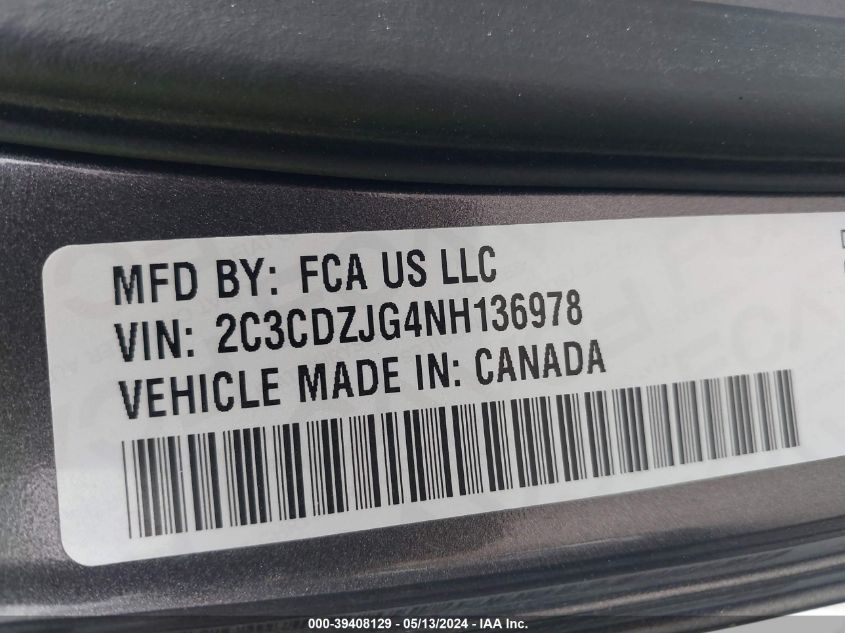 MFD BY: FCA US LLC
VIN: 2C3CDZJG4NH136978
VEHICLE MADE IN: CANADA
000-39408129 - 05/13/2024 - IAA Inc.